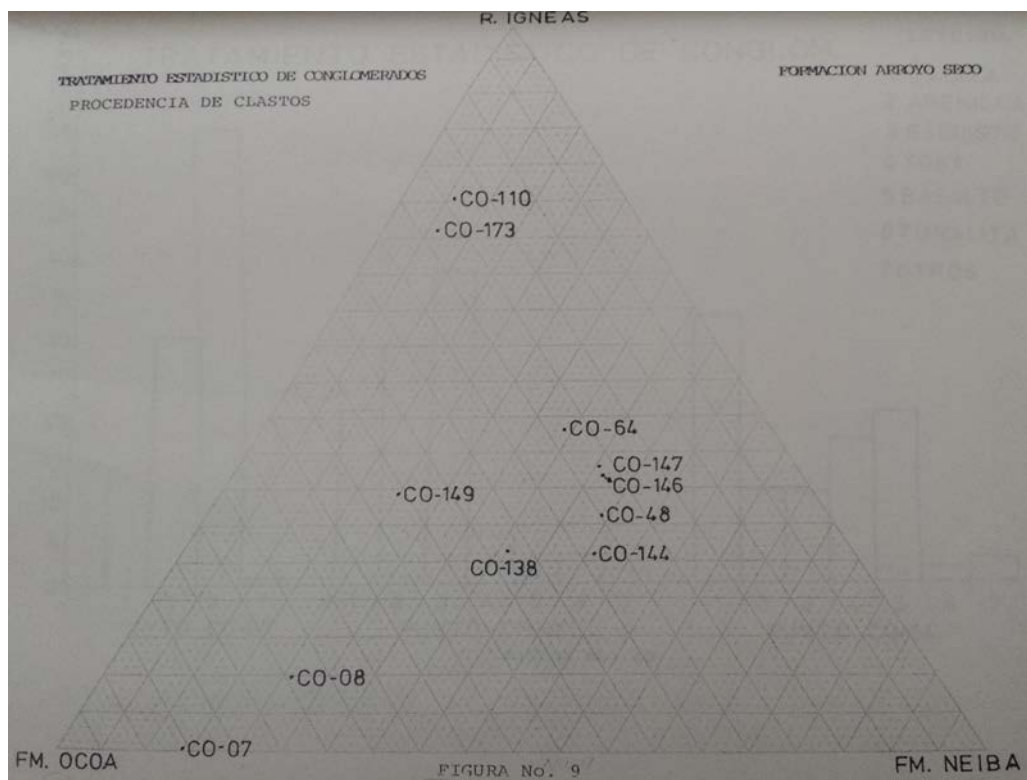 R. IGNEAS
TRATAMIENTO ESTADISTICO DE CONGLOMERADOS
FORMACION ARROYO SECO
PROCEDENCIA DE CLASTOS
CO-110
CO-173
CO-64
CO-147
CO-146
CO-149
CO-48
CO-144
CO-138
CO-08
CO-07
FM. OCOA
FM. NEIBA
FIGURA No. 9